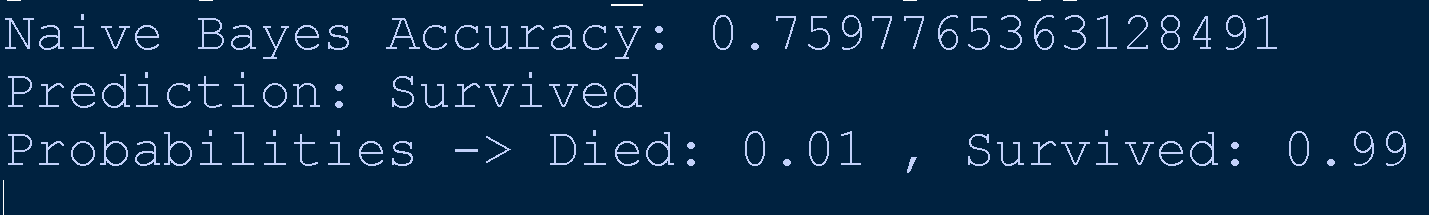 Naive Bayes Accuracy: 0.7597765363128491
Prediction: Survived
Probabilities -> Died: 0.01 , Survived: 0.99